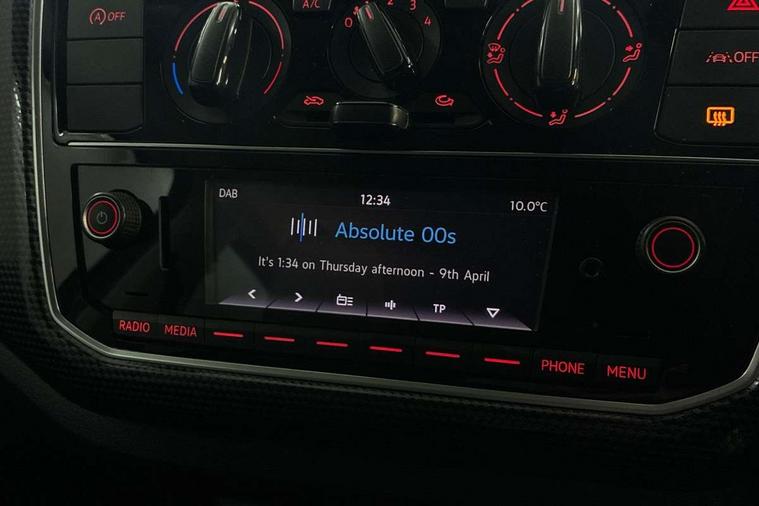 OFF
A/C
0
2
3
4
OFF
DAB
12:34
10.0°C
Absolute 00s
It's 1:34 on Thursday afternoon - 9th April
TP
RADIO
MEDIA
PHONE
MENU